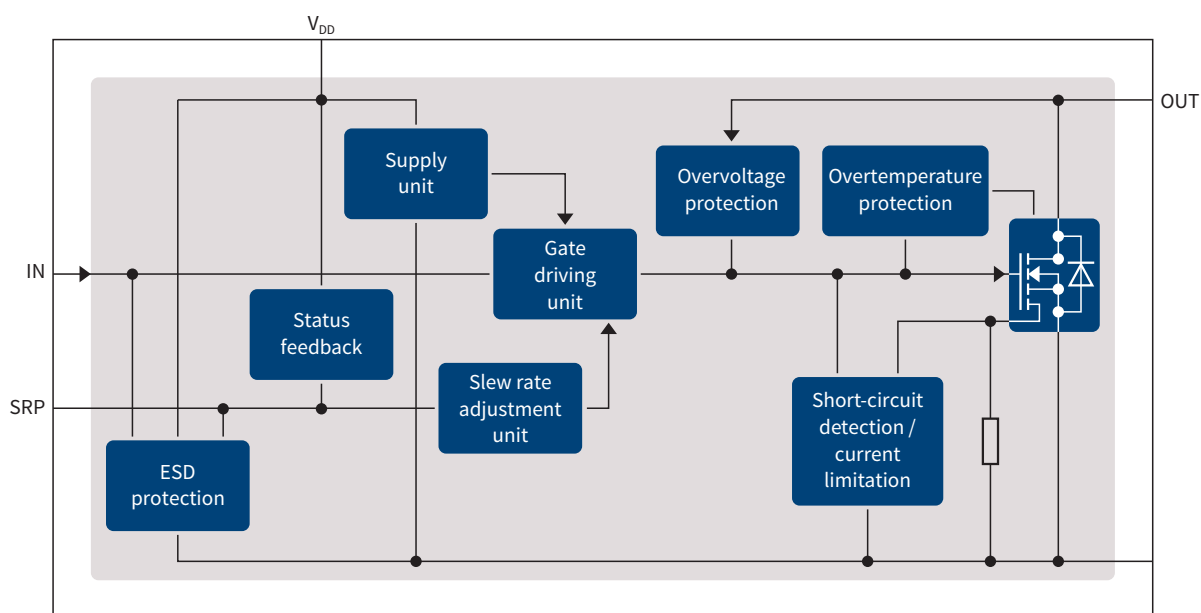 VDD
OUT
Supply
unit
Overvoltage
protection
Overtemperature
protection
IN
Gate
driving
unit
Status
feedback
SRP
Slew rate
adjustment
unit
Short-circuit
detection /
current
limitation
ESD
protection